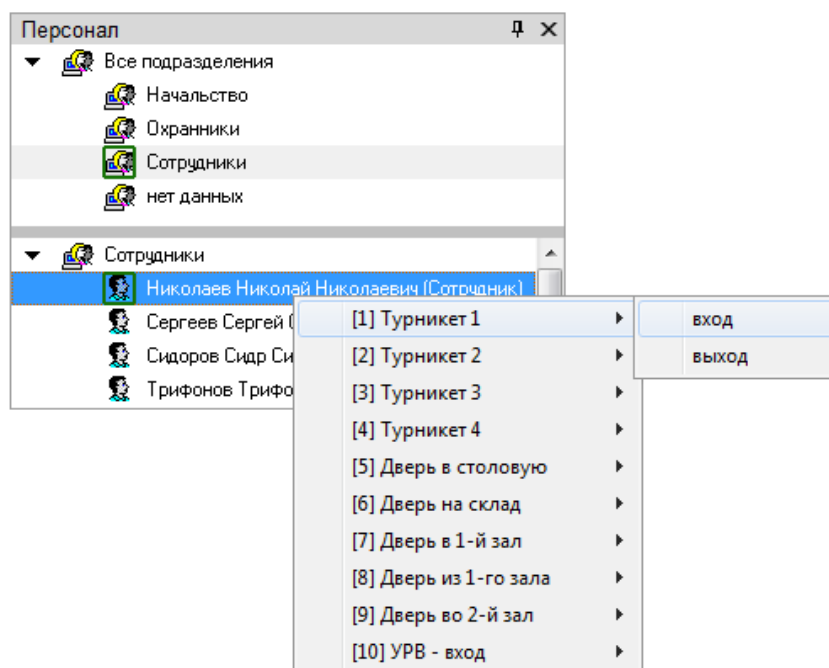 Персонал
Все подразделения
Начальство
Охранники
Сотрудники
нет данных
Сотрудники
Николаев Николай Николаевич (Сотрудник)
Сергеев Сергей (
Сидоров Сидр Си
Трифонов Трифо
[1] Турникет 1
[2] Турникет 2
[3] Турникет 3
[4] Турникет 4
[5] Дверь в столовую
[6] Дверь на склад
[7] Дверь в 1-й зал
[8] Дверь из 1-го зала
[9] Дверь во 2-й зал
[10] УРВ - вход
вход
выход